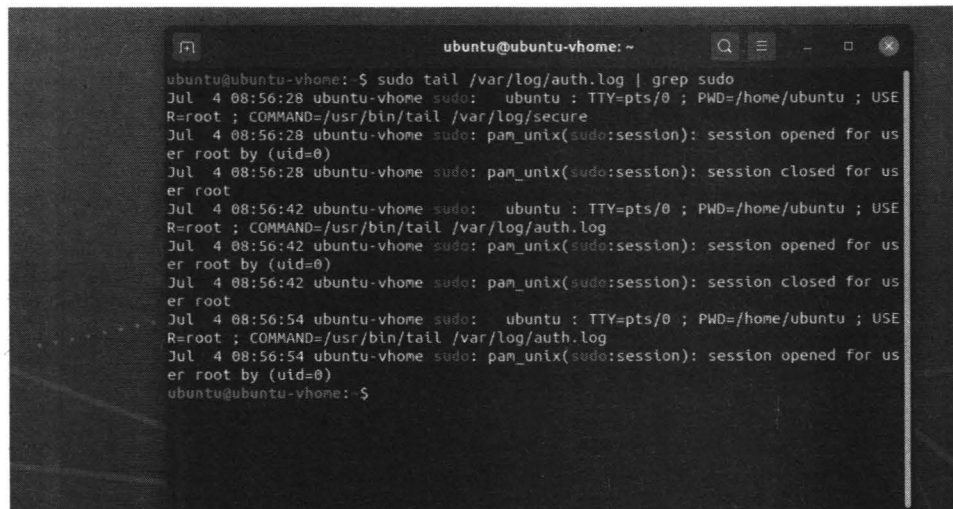 ubuntu@ubuntu-vhome: ~
ubuntu@ubuntu-vhome:~$ sudo tail /var/log/auth.log | grep sudo
Jul  4 08:56:28 ubuntu-vhome sudo:   ubuntu : TTY=pts/0 ; PWD=/home/ubuntu ; USE
R=root ; COMMAND=/usr/bin/tail /var/log/secure
Jul  4 08:56:28 ubuntu-vhome sudo: pam_unix(sudo:session): session opened for us
er root by (uid=0)
Jul  4 08:56:28 ubuntu-vhome sudo: pam_unix(sudo:session): session closed for us
er root
Jul  4 08:56:42 ubuntu-vhome sudo:   ubuntu : TTY=pts/0 ; PWD=/home/ubuntu ; USE
R=root ; COMMAND=/usr/bin/tail /var/log/auth.log
Jul  4 08:56:42 ubuntu-vhome sudo: pam_unix(sudo:session): session opened for us
er root by (uid=0)
Jul  4 08:56:42 ubuntu-vhome sudo: pam_unix(sudo:session): session closed for us
er root
Jul  4 08:56:54 ubuntu-vhome sudo:   ubuntu : TTY=pts/0 ; PWD=/home/ubuntu ; USE
R=root ; COMMAND=/usr/bin/tail /var/log/auth.log
Jul  4 08:56:54 ubuntu-vhome sudo: pam_unix(sudo:session): session opened for us
er root by (uid=0)
ubuntu@ubuntu-vhome:~$